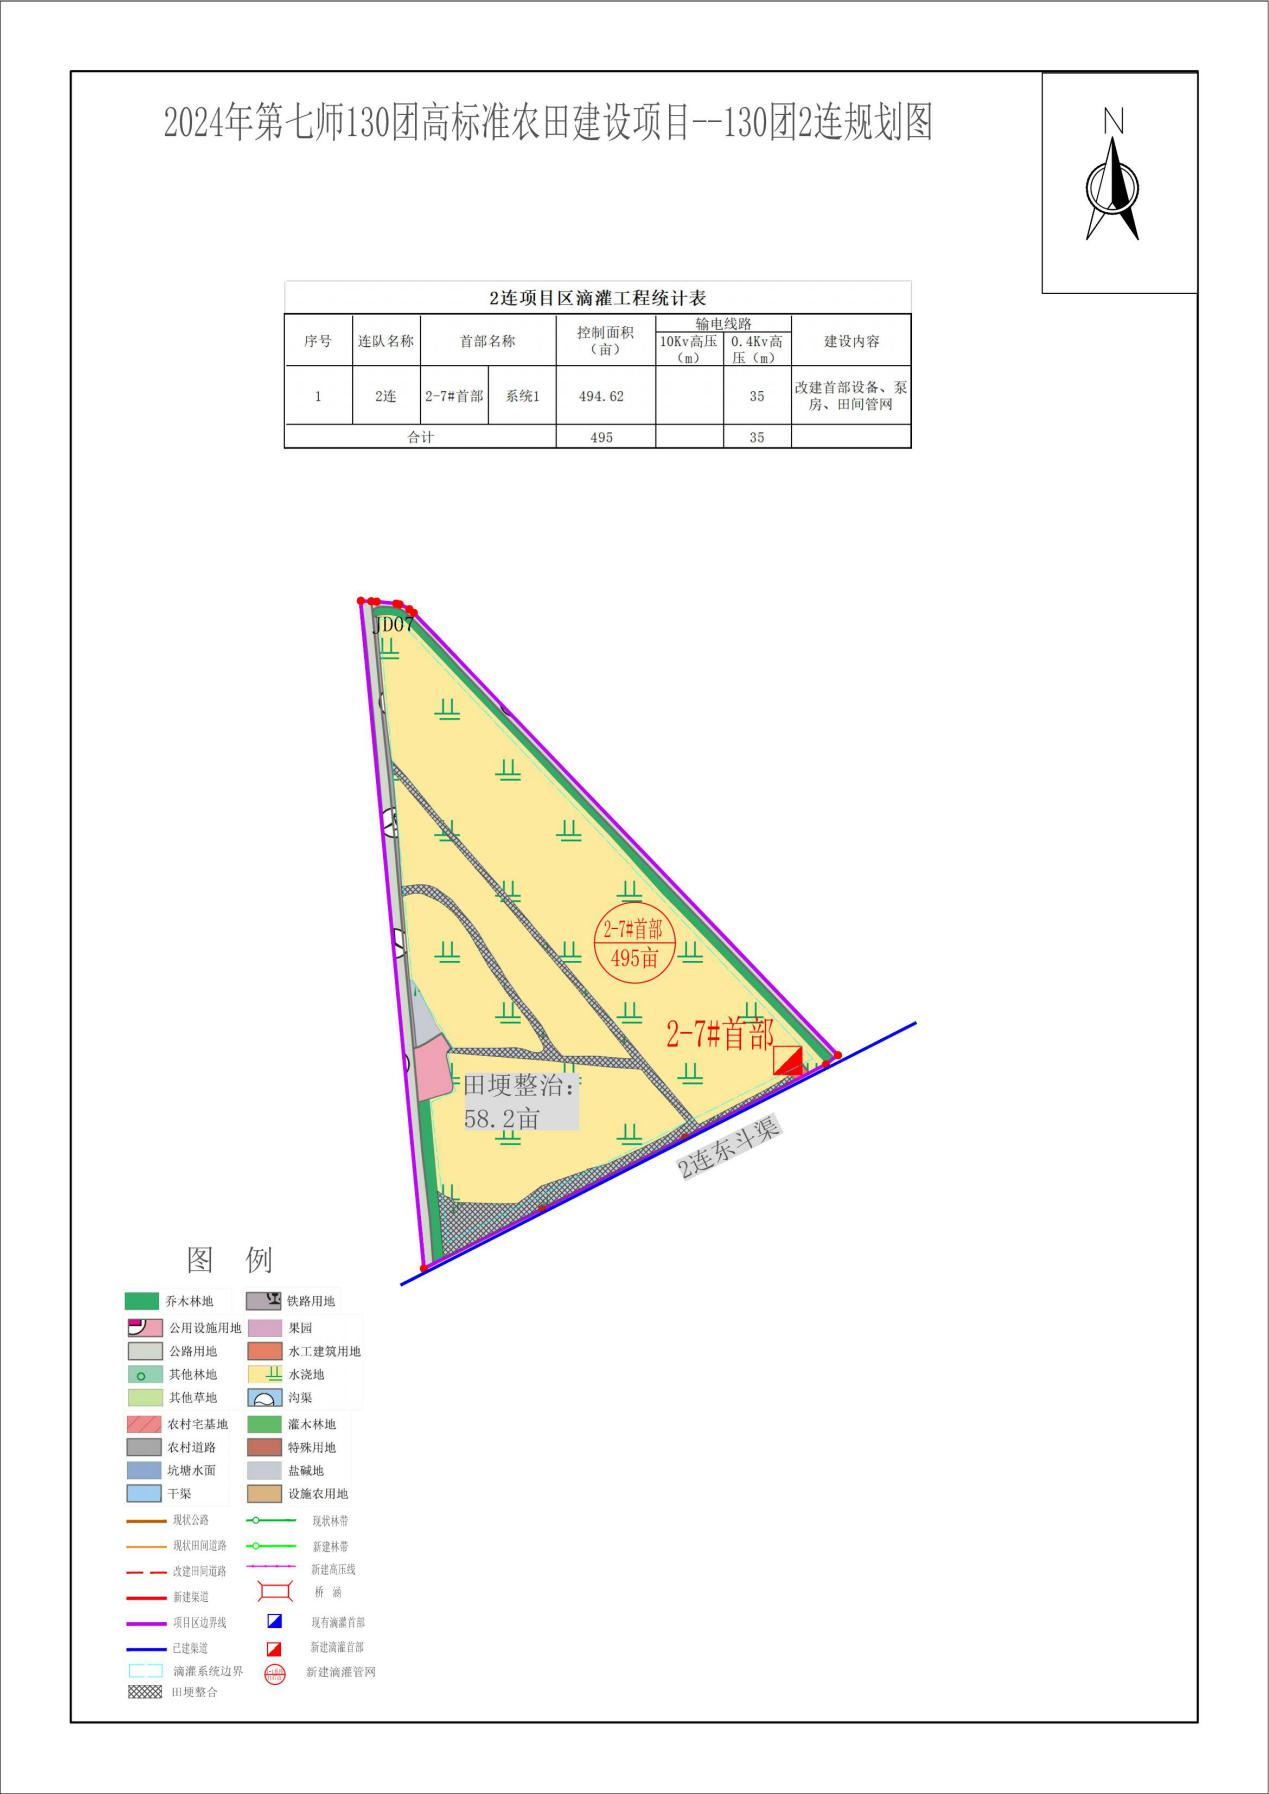 2024年第七师130团高标准农田建设项目--130团2连规划图
N
2连项目区滴灌工程统计表
序号 连队名称 首部名称 控制面积（亩） 输电线路 建设内容
10Kv高压（m） 0.4Kv高压（m）
1 2连 2-7#首部 系统1 494.62 35 改建首部设备、泵房、田间管网
合计 495 35
JD07
2-7#首部
495亩
2-7#首部
田埂整治：
58.2亩
2连东斗渠
图 例
乔木林地 铁路用地
公用设施用地 果园
公路用地 水工建筑用地
其他林地 水浇地
其他草地 沟渠
农村宅基地 灌木林地
农村道路 特殊用地
坑塘水面 盐碱地
干渠 设施农用地
现状公路 现状林带
现状田间道路 新建林带
改建田间道路 新建高压线
新建渠道 桥 涵
项目区边界线 现有滴灌首部
已建渠道 新建滴灌首部
滴灌系统边界 新建滴灌管网
田埂整合